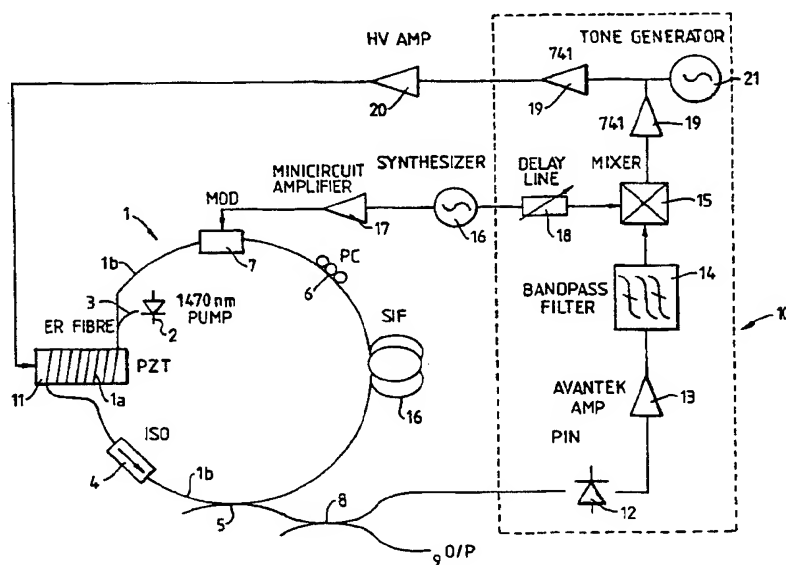 HV AMP
TONE GENERATOR
741
20
19
21
741
19
SYNTHESIZER
DELAY
LINE
MIXER
MINICIRCUIT
AMPLIFIER
MOD
17
16
18
15
1
1b
7
PC
6
14
BANDPASS
FILTER
10
3
1470nm
PUMP
ER FIBRE
2
SIF
PZT
11
1a
16
AVANTEK
AMP
13
ISO
PIN
4
1b
5
8
12
9 O/P